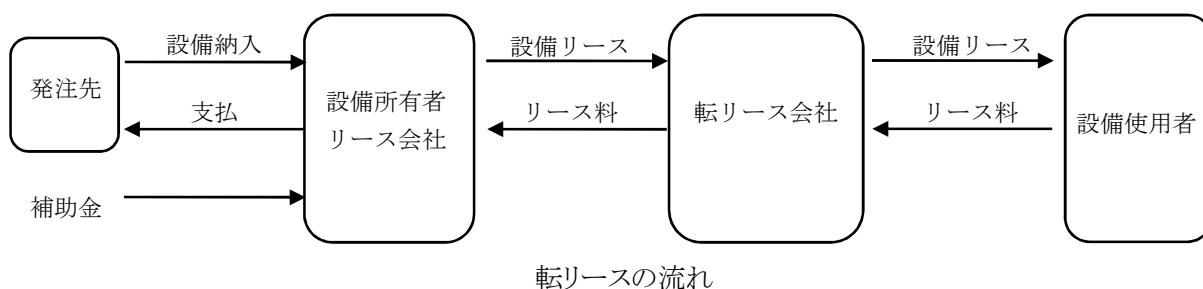 発注先
設備納入
支払
補助金
設備所有者
リース会社
設備リース
リース料
転リース会社
設備リース
リース料
設備使用者
転リースの流れ